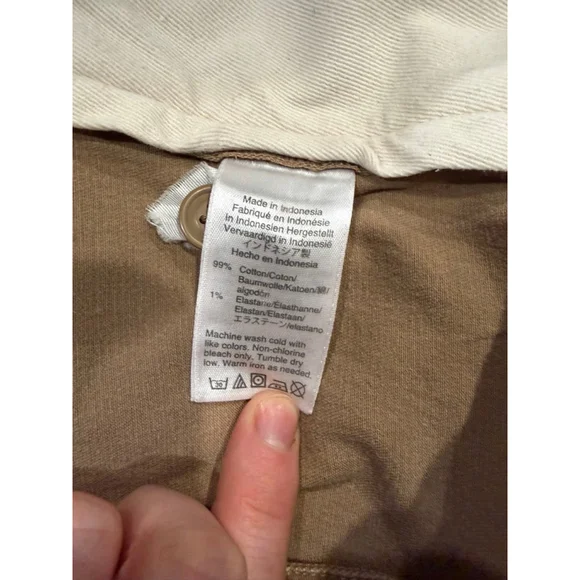 Made in Indonesia
Fabriqué en Indonésie
In Indonesien Hergestellt
Vervaardigd in Indonesië
インドネシア製
Hecho en Indonesia
99% Cotton/Coton/
Baumwolle/Katoen/綿/
algodón
1% Elastane/Élasthanne/
Elastan/Elastaan/
エラステーン/elastano
Machine wash cold with
like colors. Non-chlorine
bleach only. Tumble dry
low. Warm iron as needed.
30